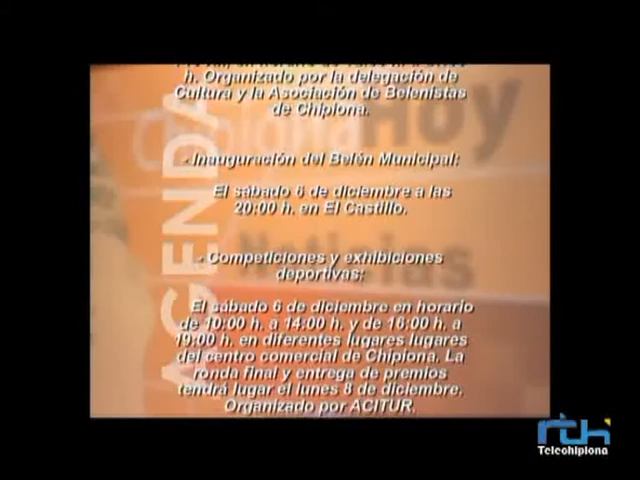 h. Organizado por la delegación de
Cultura y la Asociación de Belenistas
de Chipiona.
- Inauguración del Belén Municipal:
El sábado 6 de diciembre a las
20:00 h. en El Castillo.
- Competiciones y exhibiciones
deportivas:
El sábado 6 de diciembre en horario
de 10:00 h. a 14:00 h. y de 16:00 h. a
19:00 h. en diferentes lugares lugares
del centro comercial de Chipiona. La
ronda final y entrega de premios
tendrá lugar el lunes 8 de diciembre.
Organizado por ACITUR.
AGENDA
Chipiona Hoy
Noticias
rtch
Telechipiona